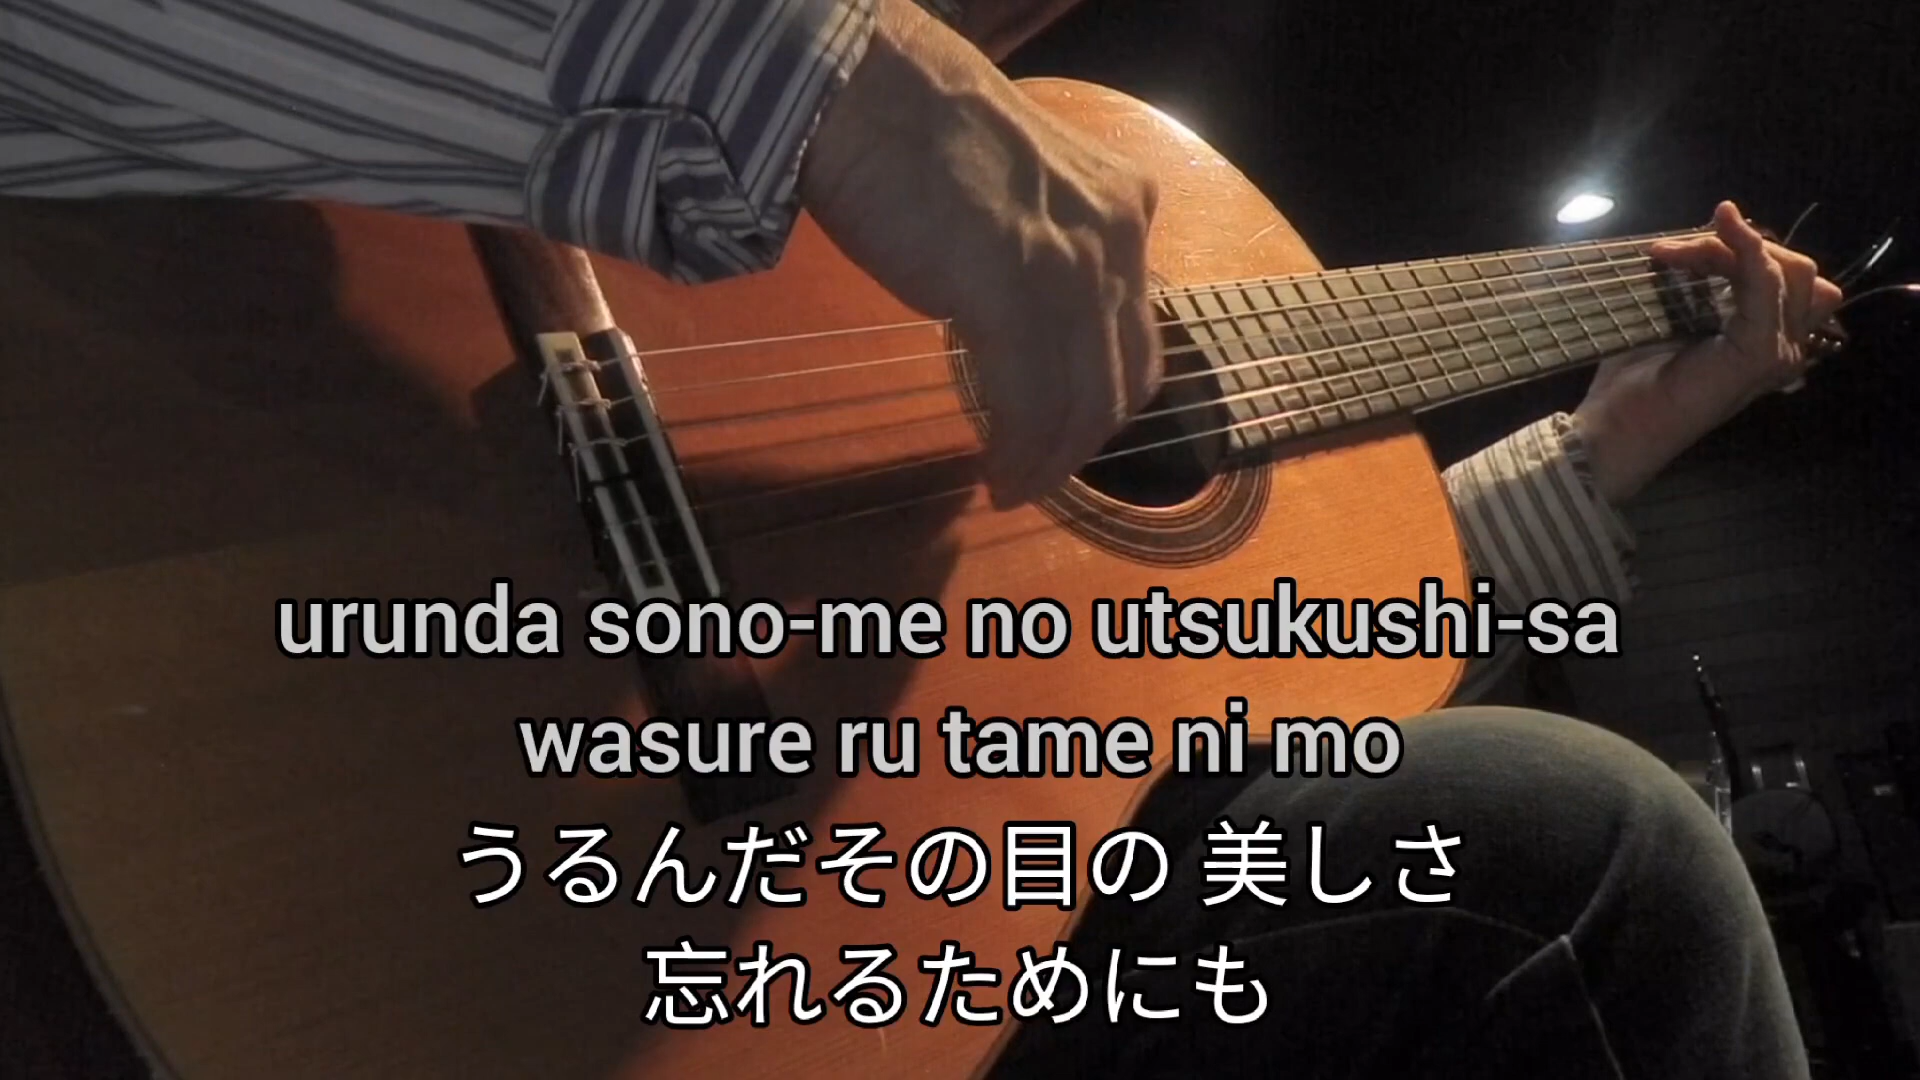 urunda sono-me no utsukushi-sa
wasure ru tame ni mo
うるんだその目の 美しさ
忘れるためにも